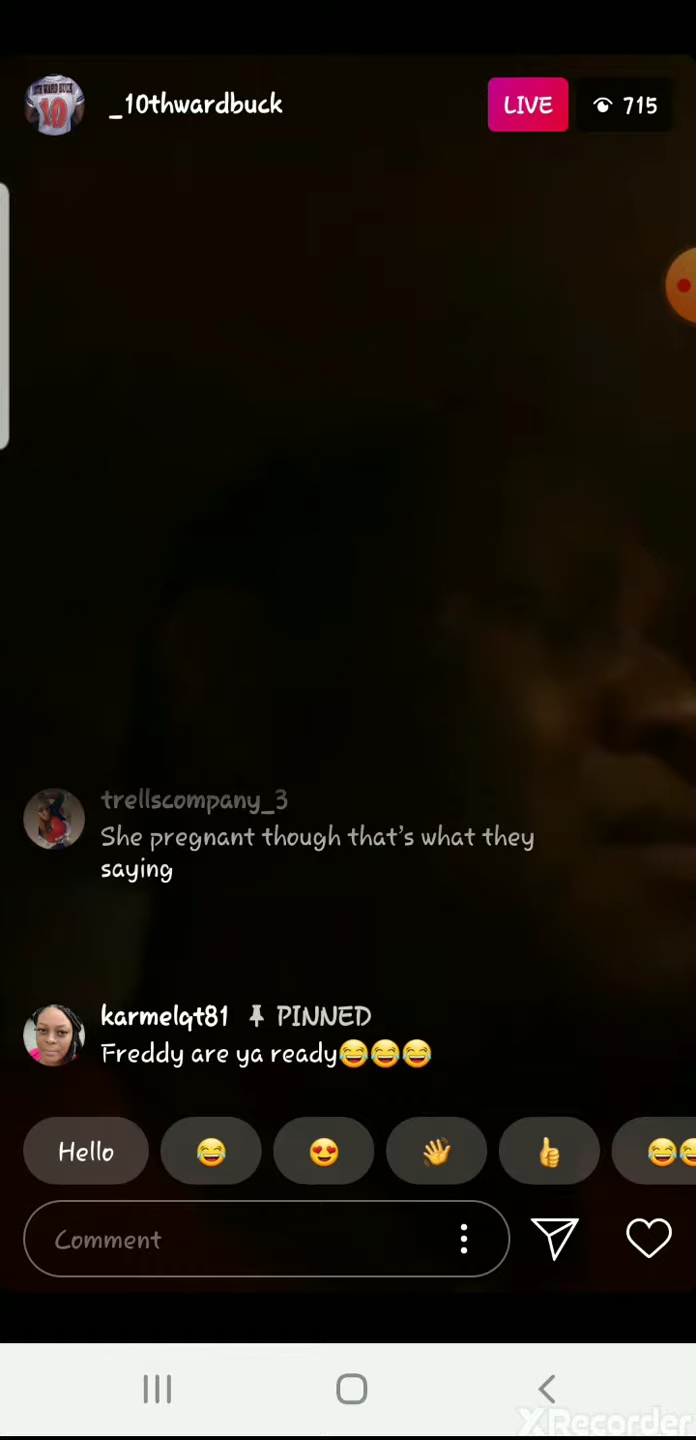 _10thwardbuck
LIVE
715
10
trellscompany_3
She pregnant though that's what they
saying
karmelqt81 PINNED
Freddy are ya ready😂😂😂
Hello 😂 😍 👋 👍 😂😂
Comment
XRecorder